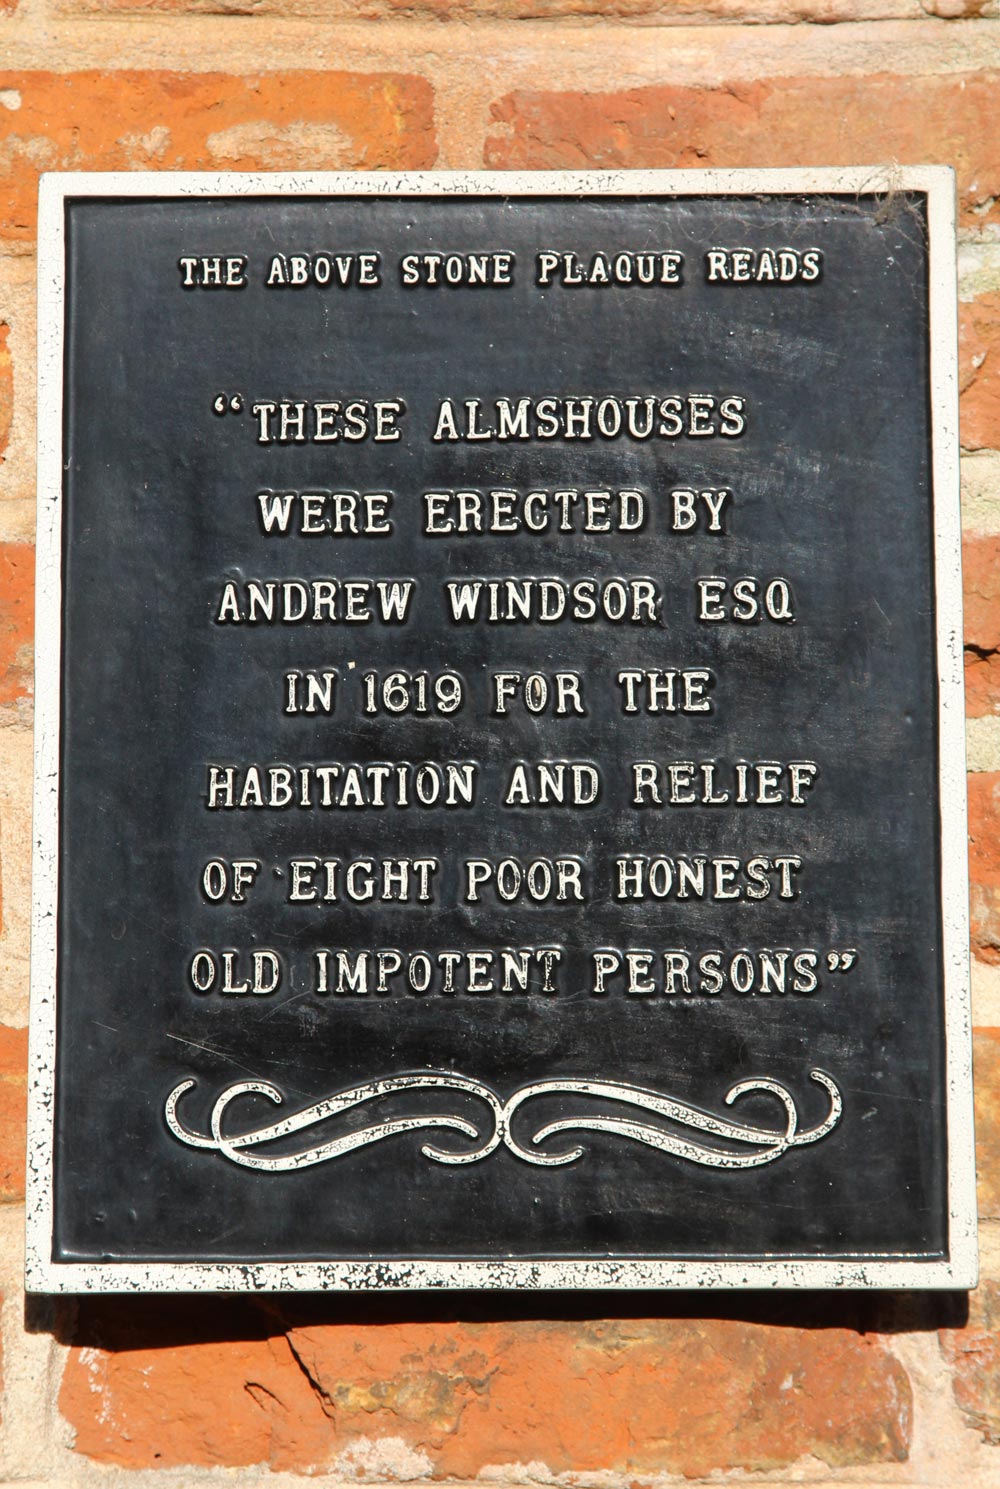 THE ABOVE STONE PLAQUE READS
“THESE ALMSHOUSES
WERE ERECTED BY
ANDREW WINDSOR ESQ
IN 1619 FOR THE
HABITATION AND RELIEF
OF EIGHT POOR HONEST
OLD IMPOTENT PERSONS”